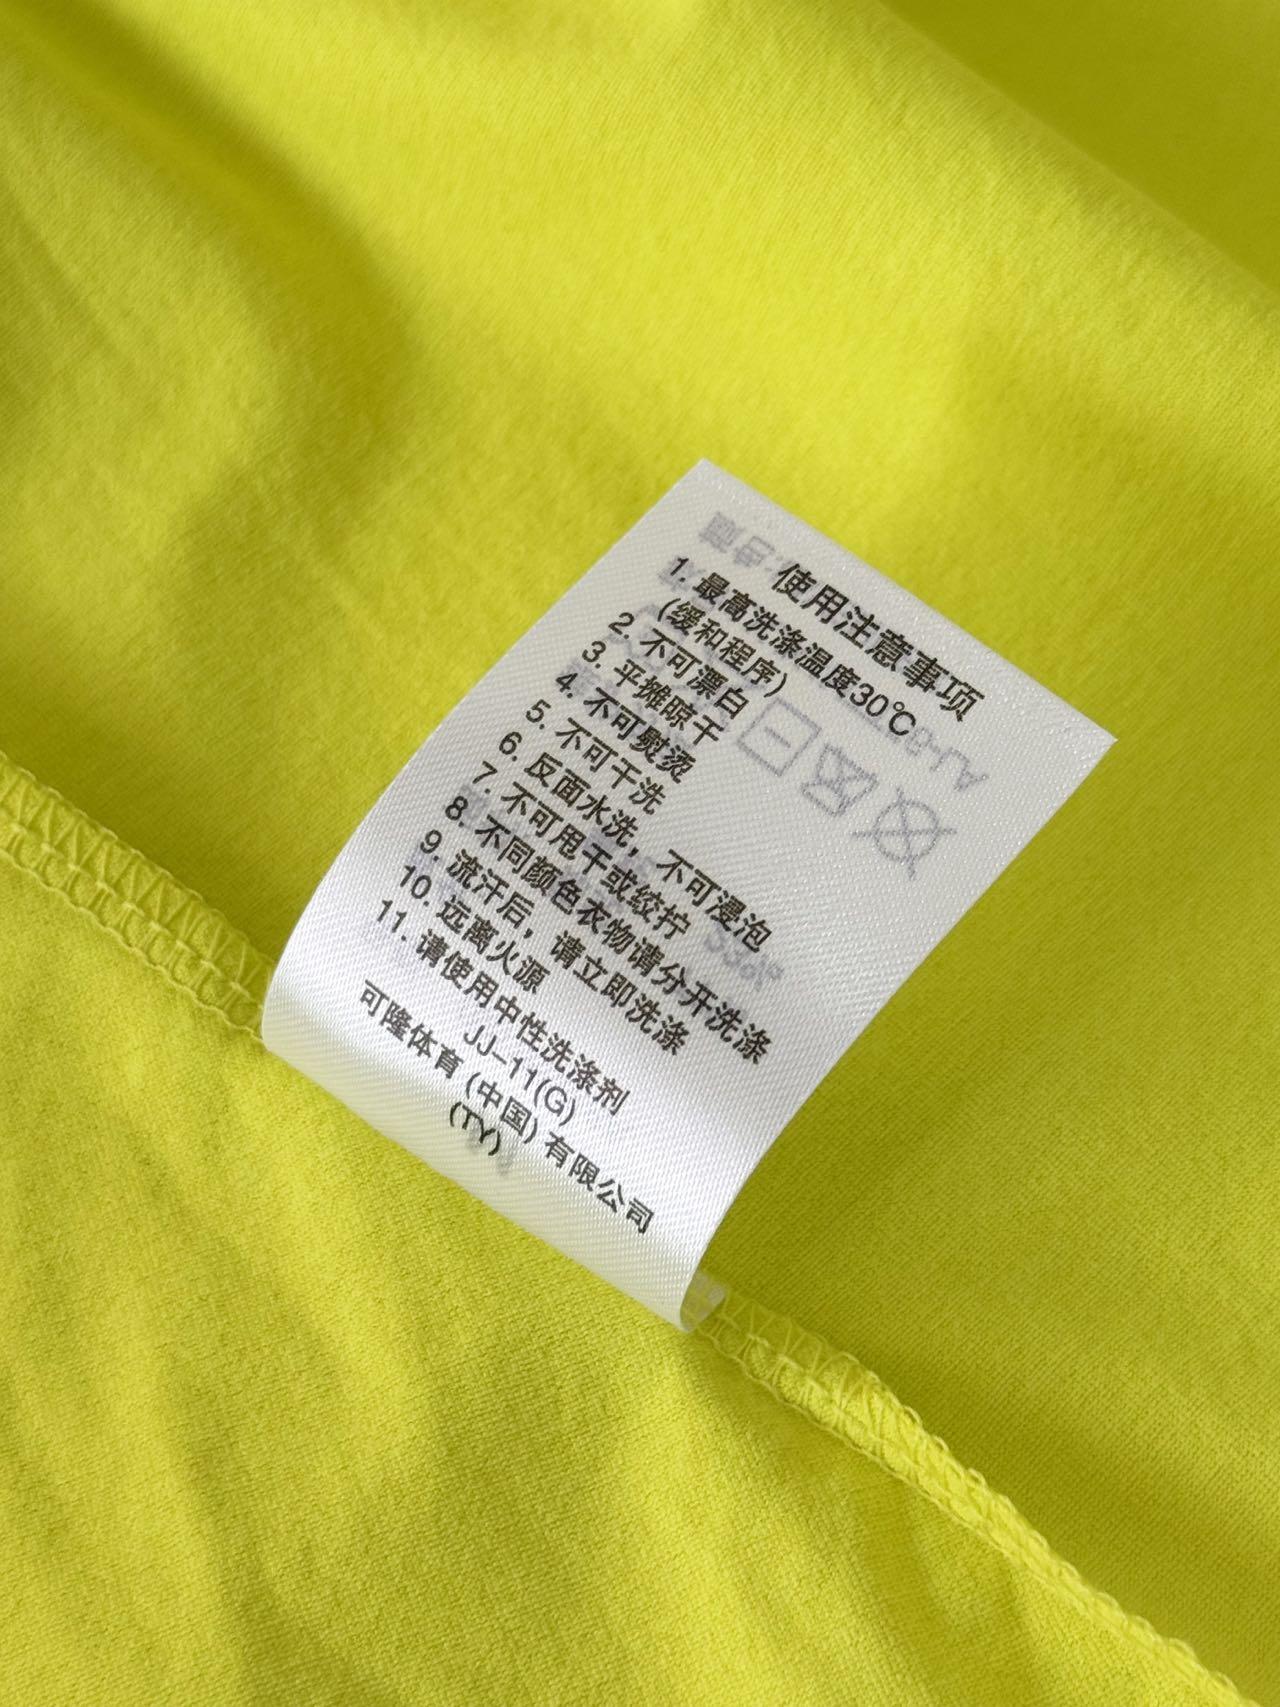 使用注意事项
1. 最高洗涤温度30℃
(缓和程序)
2. 不可漂白
3. 平摊晾干
4. 不可熨烫
5. 不可干洗
6. 反面水洗，不可浸泡
7. 不可甩干或绞拧
8. 不同颜色衣物请分开洗涤
9. 流汗后，请立即洗涤
10. 远离火源
11. 请使用中性洗涤剂
JJ-11(G)
可隆体育 (中国) 有限公司
(TY)